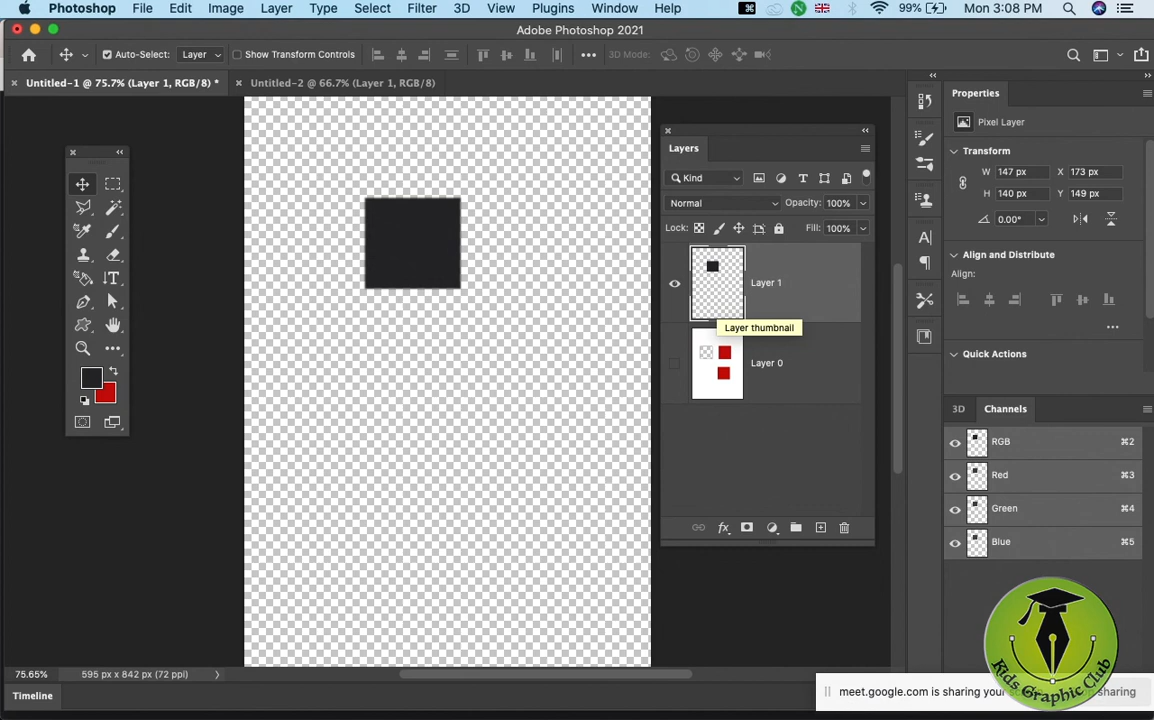 Photoshop File Edit Image Layer Type Select Filter 3D View Plugins Window Help 99% Mon 3:08 PM
Adobe Photoshop 2021
Auto-Select: Layer Show Transform Controls 3D Mode:
Untitled-1 @ 75.7% (Layer 1, RGB/8) * Untitled-2 @ 66.7% (Layer 1, RGB/8)
Layers
Kind
Normal Opacity: 100%
Lock: Fill: 100%
Layer 1
Layer thumbnail
Layer 0
Properties
Pixel Layer
Transform
W 147 px X 173 px
H 140 px Y 149 px
0.00°
Align and Distribute
Align:
Quick Actions
3D Channels
RGB ⌘2
Red ⌘3
Green ⌘4
Blue ⌘5
75.65% 595 px x 842 px (72 ppi)
Timeline
meet.google.com is sharing your sharing
Kids Graphic Club